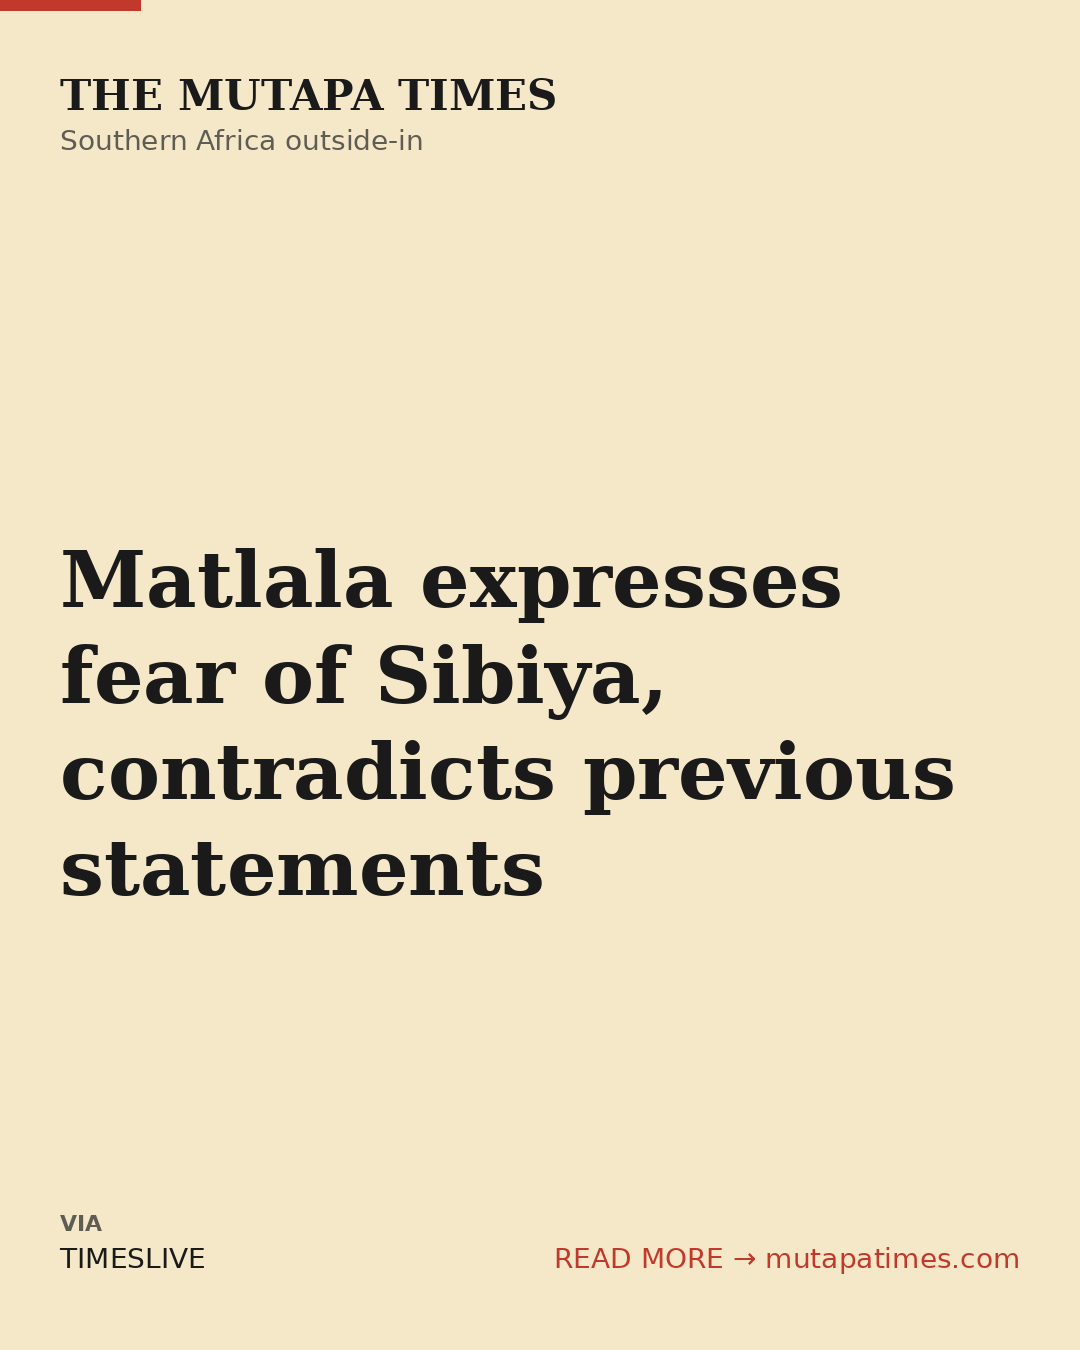 THE MUTAPA TIMES
Southern Africa outside-in
Matlala expresses
fear of Sibiya,
contradicts previous
statements
VIA
TIMESLIVE
READ MORE → mutapatimes.com